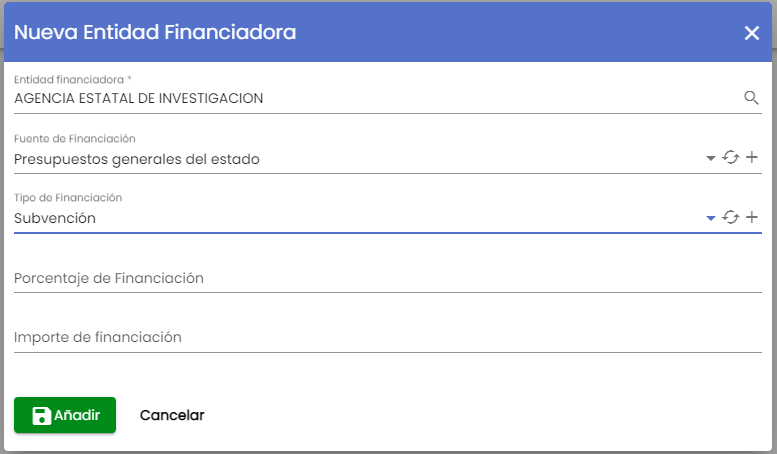 Nueva Entidad Financiadora
Entidad financiadora *
AGENCIA ESTATAL DE INVESTIGACION
Fuente de Financiación
Presupuestos generales del estado
Tipo de Financiación
Subvención
Porcentaje de Financiación
Importe de financiación
Añadir Cancelar